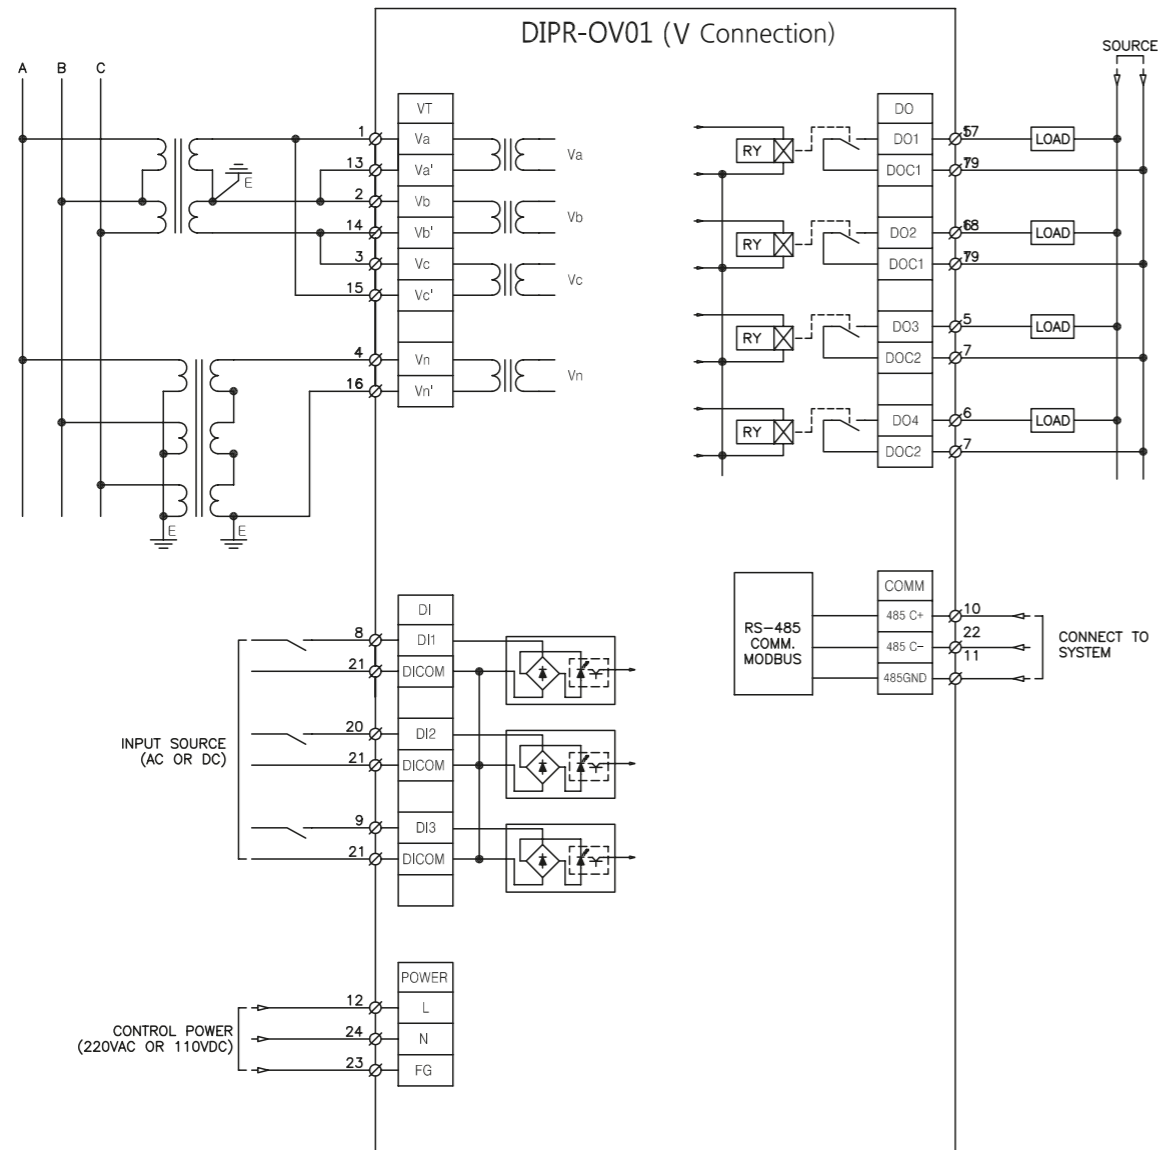 DIPR-OV01 (V Connection)
SOURCE
A B C
VT
1 Va
13 Va'
2 Vb
14 Vb'
3 Vc
15 Vc'
4 Vn
16 Vn'
Va
Vb
Vc
Vn
E
E
E
DO
RY DO1 LOAD
DOC1
RY DO2 LOAD
DOC1
RY DO3 5 LOAD
DOC2 7
RY DO4 6 LOAD
DOC2 7
DI
8 DI1
21 DICOM
20 DI2
21 DICOM
9 DI3
21 DICOM
INPUT SOURCE
(AC OR DC)
COMM
485 C+ 10
485 C- 22
485GND 11
RS-485
COMM.
MODBUS
CONNECT TO
SYSTEM
POWER
12 L
24 N
23 FG
CONTROL POWER
(220VAC OR 110VDC)